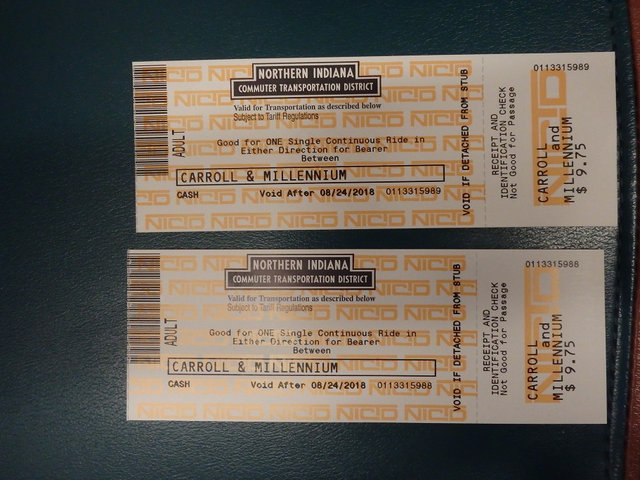 NORTHERN INDIANA
COMMUTER TRANSPORTATION DISTRICT
Valid for Transportation as described below
Subject to Tariff Regulations
ADULT
Good for ONE Single Continuous Ride in
Either Direction for Bearer
Between
CARROLL & MILLENNIUM
CASH Void After 08/24/2018 0113315989
VOID IF DETACHED FROM STUB
0113315989
RECEIPT AND
IDENTIFICATION CHECK
Not Good for Passage
CARROLL
and
MILLENNIUM
$ 9.75
NORTHERN INDIANA
COMMUTER TRANSPORTATION DISTRICT
Valid for Transportation as described below
Subject to Tariff Regulations
ADULT
Good for ONE Single Continuous Ride in
Either Direction for Bearer
Between
CARROLL & MILLENNIUM
CASH Void After 08/24/2018 0113315988
VOID IF DETACHED FROM STUB
0113315988
RECEIPT AND
IDENTIFICATION CHECK
Not Good for Passage
CARROLL
and
MILLENNIUM
$ 9.75